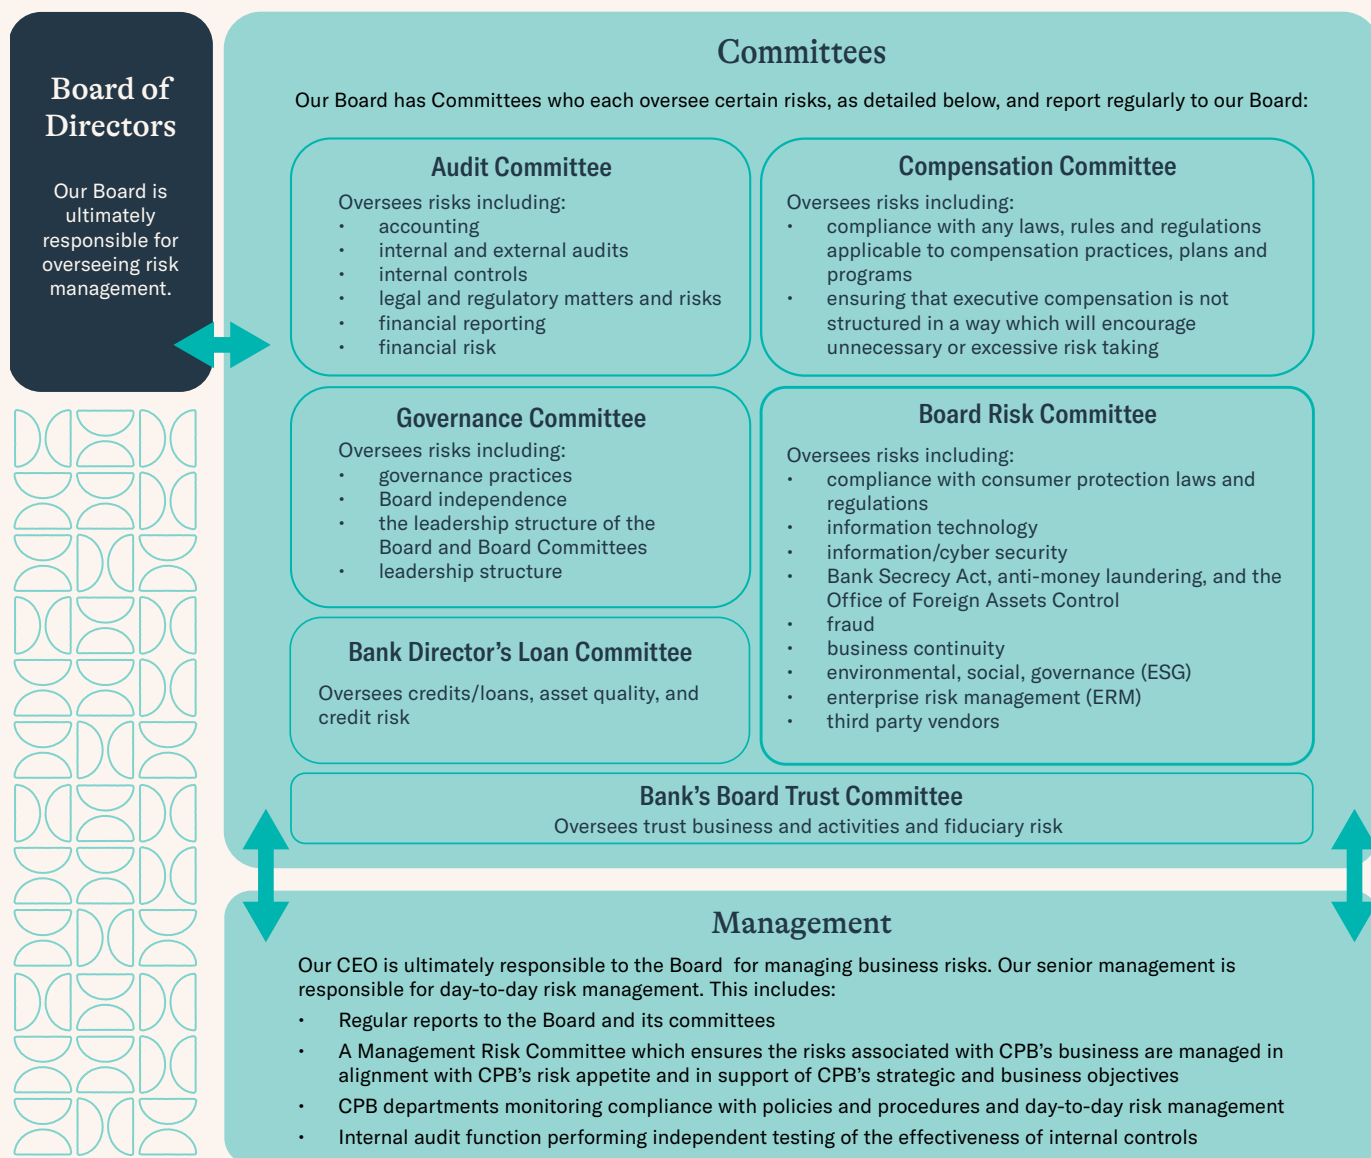 Board of
Directors
Our Board is
ultimately
responsible for
overseeing risk
management.
Committees
Our Board has Committees who each oversee certain risks, as detailed below, and report regularly to our Board:
Audit Committee
Oversees risks including:
• accounting
• internal and external audits
• internal controls
• legal and regulatory matters and risks
• financial reporting
• financial risk
Compensation Committee
Oversees risks including:
• compliance with any laws, rules and regulations
applicable to compensation practices, plans and
programs
• ensuring that executive compensation is not
structured in a way which will encourage
unnecessary or excessive risk taking
Governance Committee
Oversees risks including:
• governance practices
• Board independence
• the leadership structure of the
Board and Board Committees
• leadership structure
Board Risk Committee
Oversees risks including:
• compliance with consumer protection laws and
regulations
• information technology
• information/cyber security
• Bank Secrecy Act, anti-money laundering, and the
Office of Foreign Assets Control
• fraud
• business continuity
• environmental, social, governance (ESG)
• enterprise risk management (ERM)
• third party vendors
Bank Director's Loan Committee
Oversees credits/loans, asset quality, and
credit risk
Bank's Board Trust Committee
Oversees trust business and activities and fiduciary risk
Management
Our CEO is ultimately responsible to the Board for managing business risks. Our senior management is
responsible for day-to-day risk management. This includes:
• Regular reports to the Board and its committees
• A Management Risk Committee which ensures the risks associated with CPB's business are managed in
alignment with CPB's risk appetite and in support of CPB's strategic and business objectives
• CPB departments monitoring compliance with policies and procedures and day-to-day risk management
• Internal audit function performing independent testing of the effectiveness of internal controls